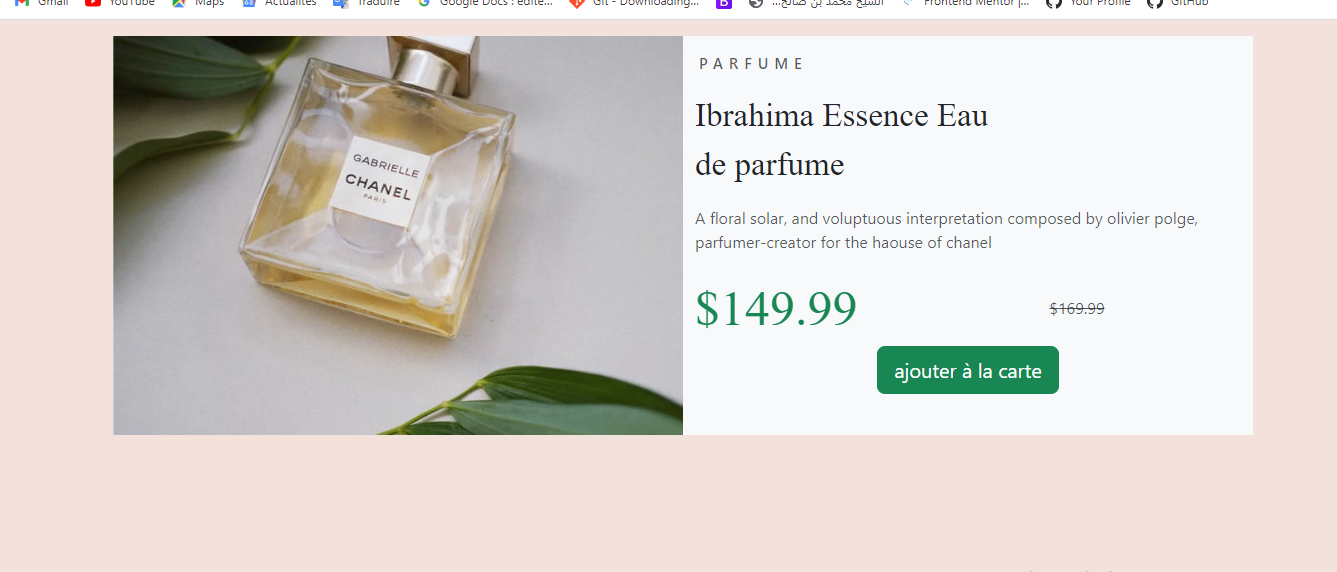 Gmail YouTube Maps Actualités Traduire Google Docs : édite... Git - Downloading... B الشيخ محمد بن صالح... Frontend Mentor |... Your Profile GitHub
PARFUME
Ibrahima Essence Eau
de parfume
A floral solar, and voluptuous interpretation composed by olivier polge,
parfumer-creator for the haouse of chanel
$149.99 $169.99
ajouter à la carte
GABRIELLE
CHANEL
PARIS